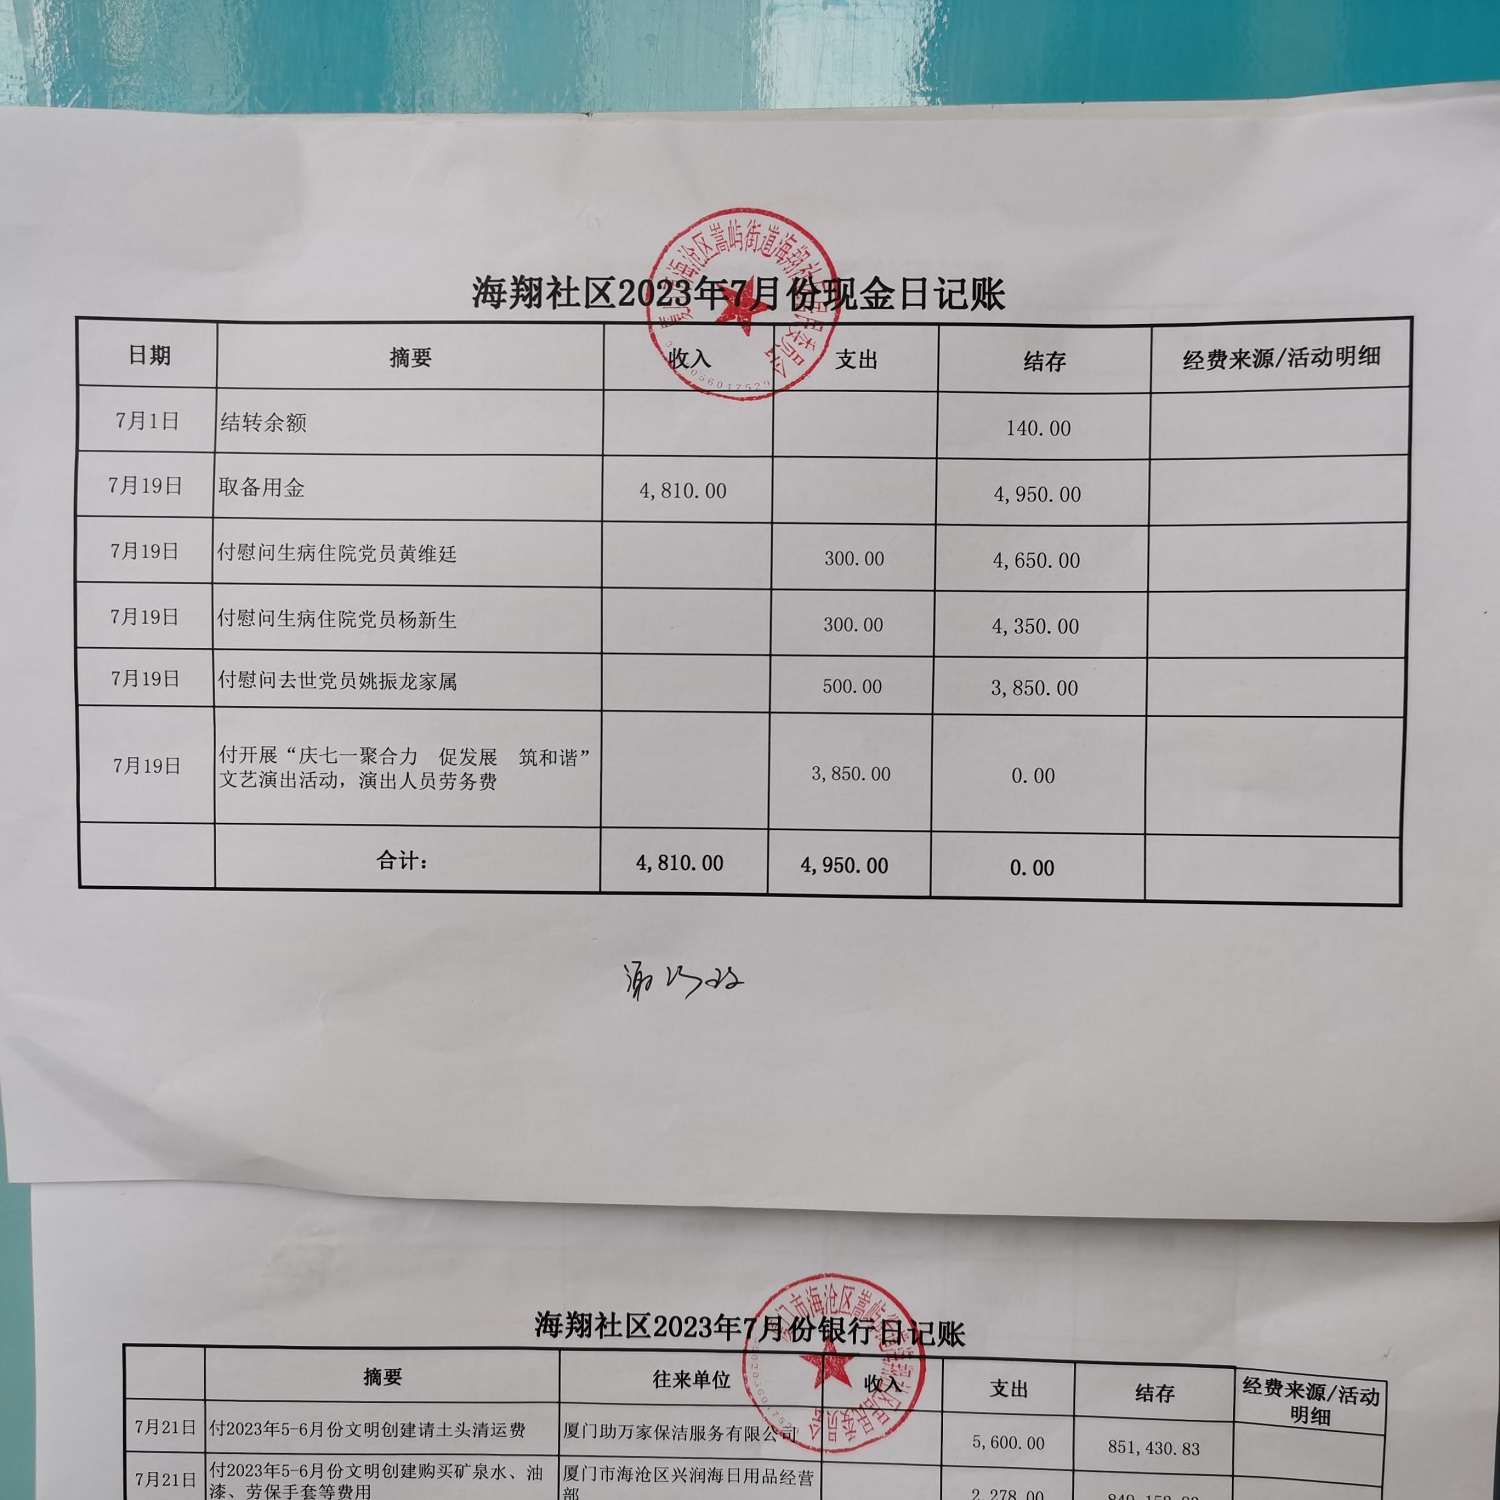 海翔社区2023年7月份现金日记账
日期 摘要 收入 支出 结存 经费来源/活动明细
7月1日 结转余额 140.00
7月19日 取备用金 4,810.00 4,950.00
7月19日 付慰问生病住院党员黄维廷 300.00 4,650.00
7月19日 付慰问生病住院党员杨新生 300.00 4,350.00
7月19日 付慰问去世党员姚振龙家属 500.00 3,850.00
7月19日 付开展“庆七一聚合力 促发展 筑和谐” 3,850.00 0.00
文艺演出活动，演出人员劳务费
合计： 4,810.00 4,950.00 0.00
海翔社区2023年7月份银行日记账
摘要 往来单位 收入 支出 结存 经费来源/活动
明细
7月21日 付2023年5-6月份文明创建请土头清运费 厦门助万家保洁服务有限公司 5,600.00 851,430.83
7月21日 付2023年5-6月份文明创建购买矿泉水、油 厦门市海沧区兴润海日用品经营 2,278.00
漆、劳保手套等费用 部